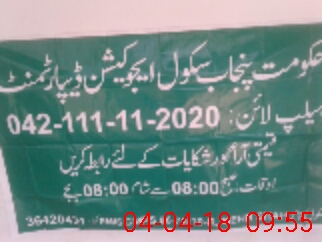 حکومت پنجاب سکول ایجوکیشن ڈیپارٹمنٹ
ہیلپ لائن: 042-111-11-2020
قیمتی آرا اور شکایات کے لئے رابطہ کریں
اوقات صبح 08:00 سے شام 08:00 بجے
04-04-18 09:55